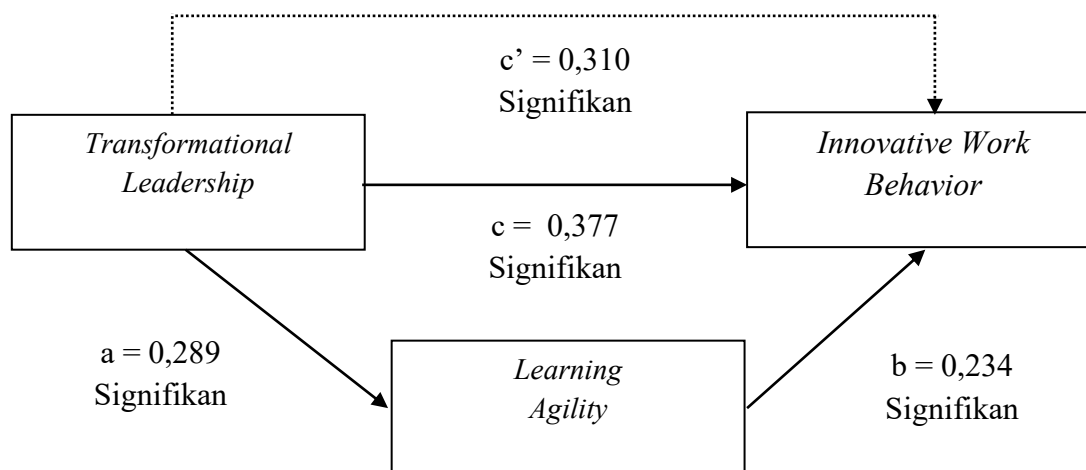 c’ = 0,310
Signifikan
Transformational
Leadership
Innovative Work
Behavior
c = 0,377
Signifikan
a = 0,289
Signifikan
Learning
Agility
b = 0,234
Signifikan